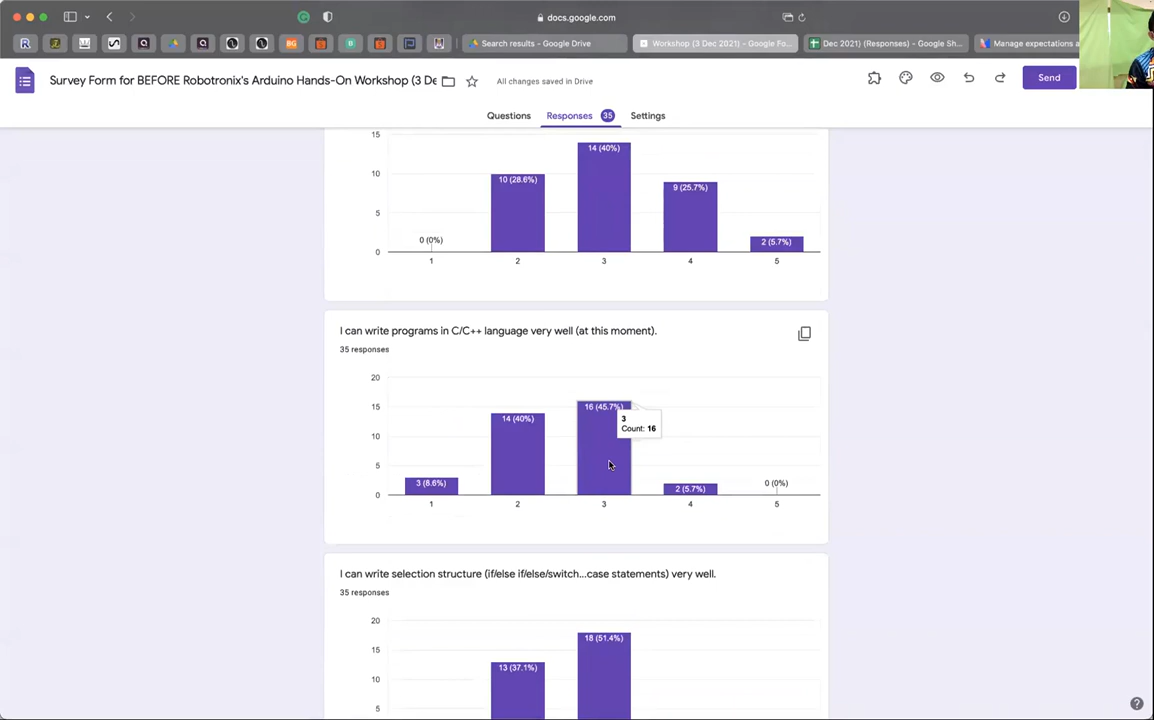 docs.google.com
Search results - Google Drive
Workshop (3 Dec 2021) - Google Fo...
Dec 2021) (Responses) - Google Sh...
Manage expectations a
Survey Form for BEFORE Robotronix's Arduino Hands-On Workshop (3 De
All changes saved in Drive
Send
Questions
Responses 35
Settings
15
14 (40%)
10
10 (28.6%)
9 (25.7%)
5
0 (0%)
2 (5.7%)
0
1 2 3 4 5
I can write programs in C/C++ language very well (at this moment).
35 responses
20
15
16 (45.7%)
14 (40%)
3
Count: 16
10
5
3 (8.6%)
2 (5.7%)
0 (0%)
0
1 2 3 4 5
I can write selection structure (if/else if/else/switch...case statements) very well.
35 responses
20
18 (51.4%)
15
13 (37.1%)
10
5